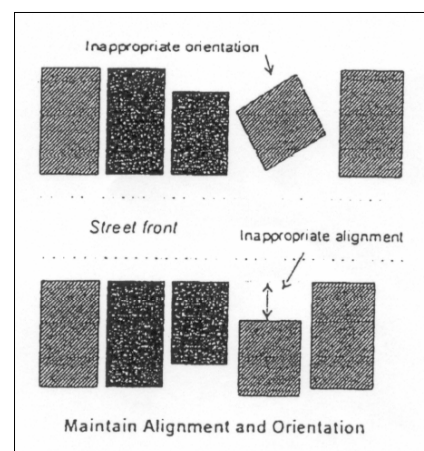 Inappropriate orientation
Street front
Inappropriate alignment
Maintain Alignment and Orientation